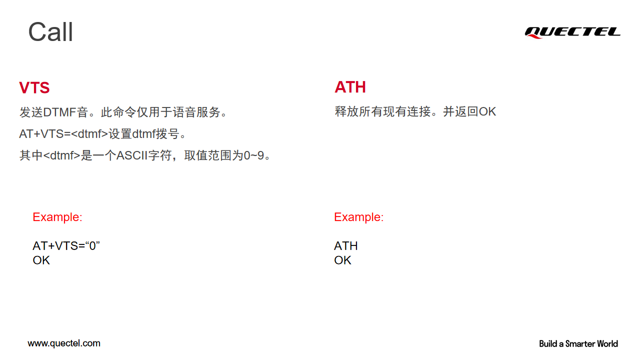 Call
QUECTEL
VTS
发送DTMF音。此命令仅用于语音服务。
AT+VTS=<dtmf>设置dtmf拨号。
其中<dtmf>是一个ASCII字符，取值范围为0~9。
Example:
AT+VTS=“0”
OK
ATH
释放所有现有连接。并返回OK
Example:
ATH
OK
www.quectel.com
Build a Smarter World